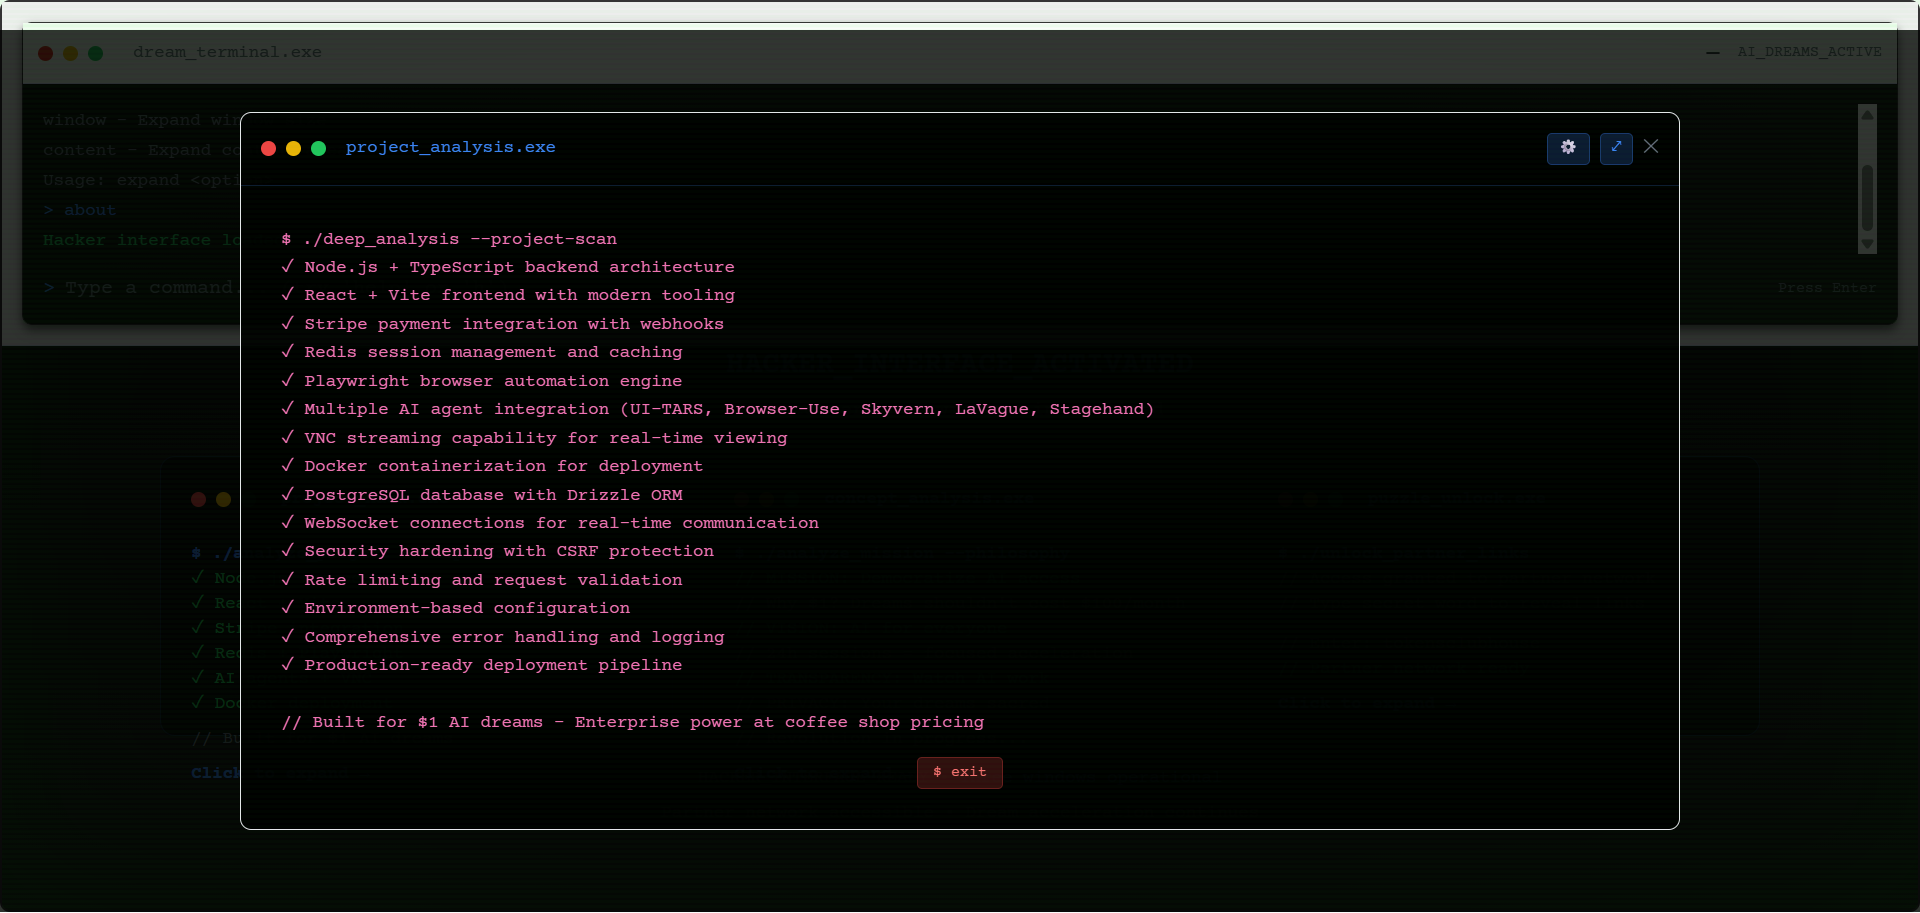 dream_terminal.exe
AI_DREAMS_ACTIVE
window - Expand win
content - Expand co
Usage: expand <opti
> about
Hacker interface lo
> Type a command.
Press Enter
project_analysis.exe
$ ./deep_analysis --project-scan
✓ Node.js + TypeScript backend architecture
✓ React + Vite frontend with modern tooling
✓ Stripe payment integration with webhooks
✓ Redis session management and caching
✓ Playwright browser automation engine
✓ Multiple AI agent integration (UI-TARS, Browser-Use, Skyvern, LaVague, Stagehand)
✓ VNC streaming capability for real-time viewing
✓ Docker containerization for deployment
✓ PostgreSQL database with Drizzle ORM
✓ WebSocket connections for real-time communication
✓ Security hardening with CSRF protection
✓ Rate limiting and request validation
✓ Environment-based configuration
✓ Comprehensive error handling and logging
✓ Production-ready deployment pipeline
// Built for $1 AI dreams - Enterprise power at coffee shop pricing
$ exit
$ ./a
✓ Nod
✓ Rea
✓ Str
✓ Red
✓ AI
✓ Doc
// Bu
Click